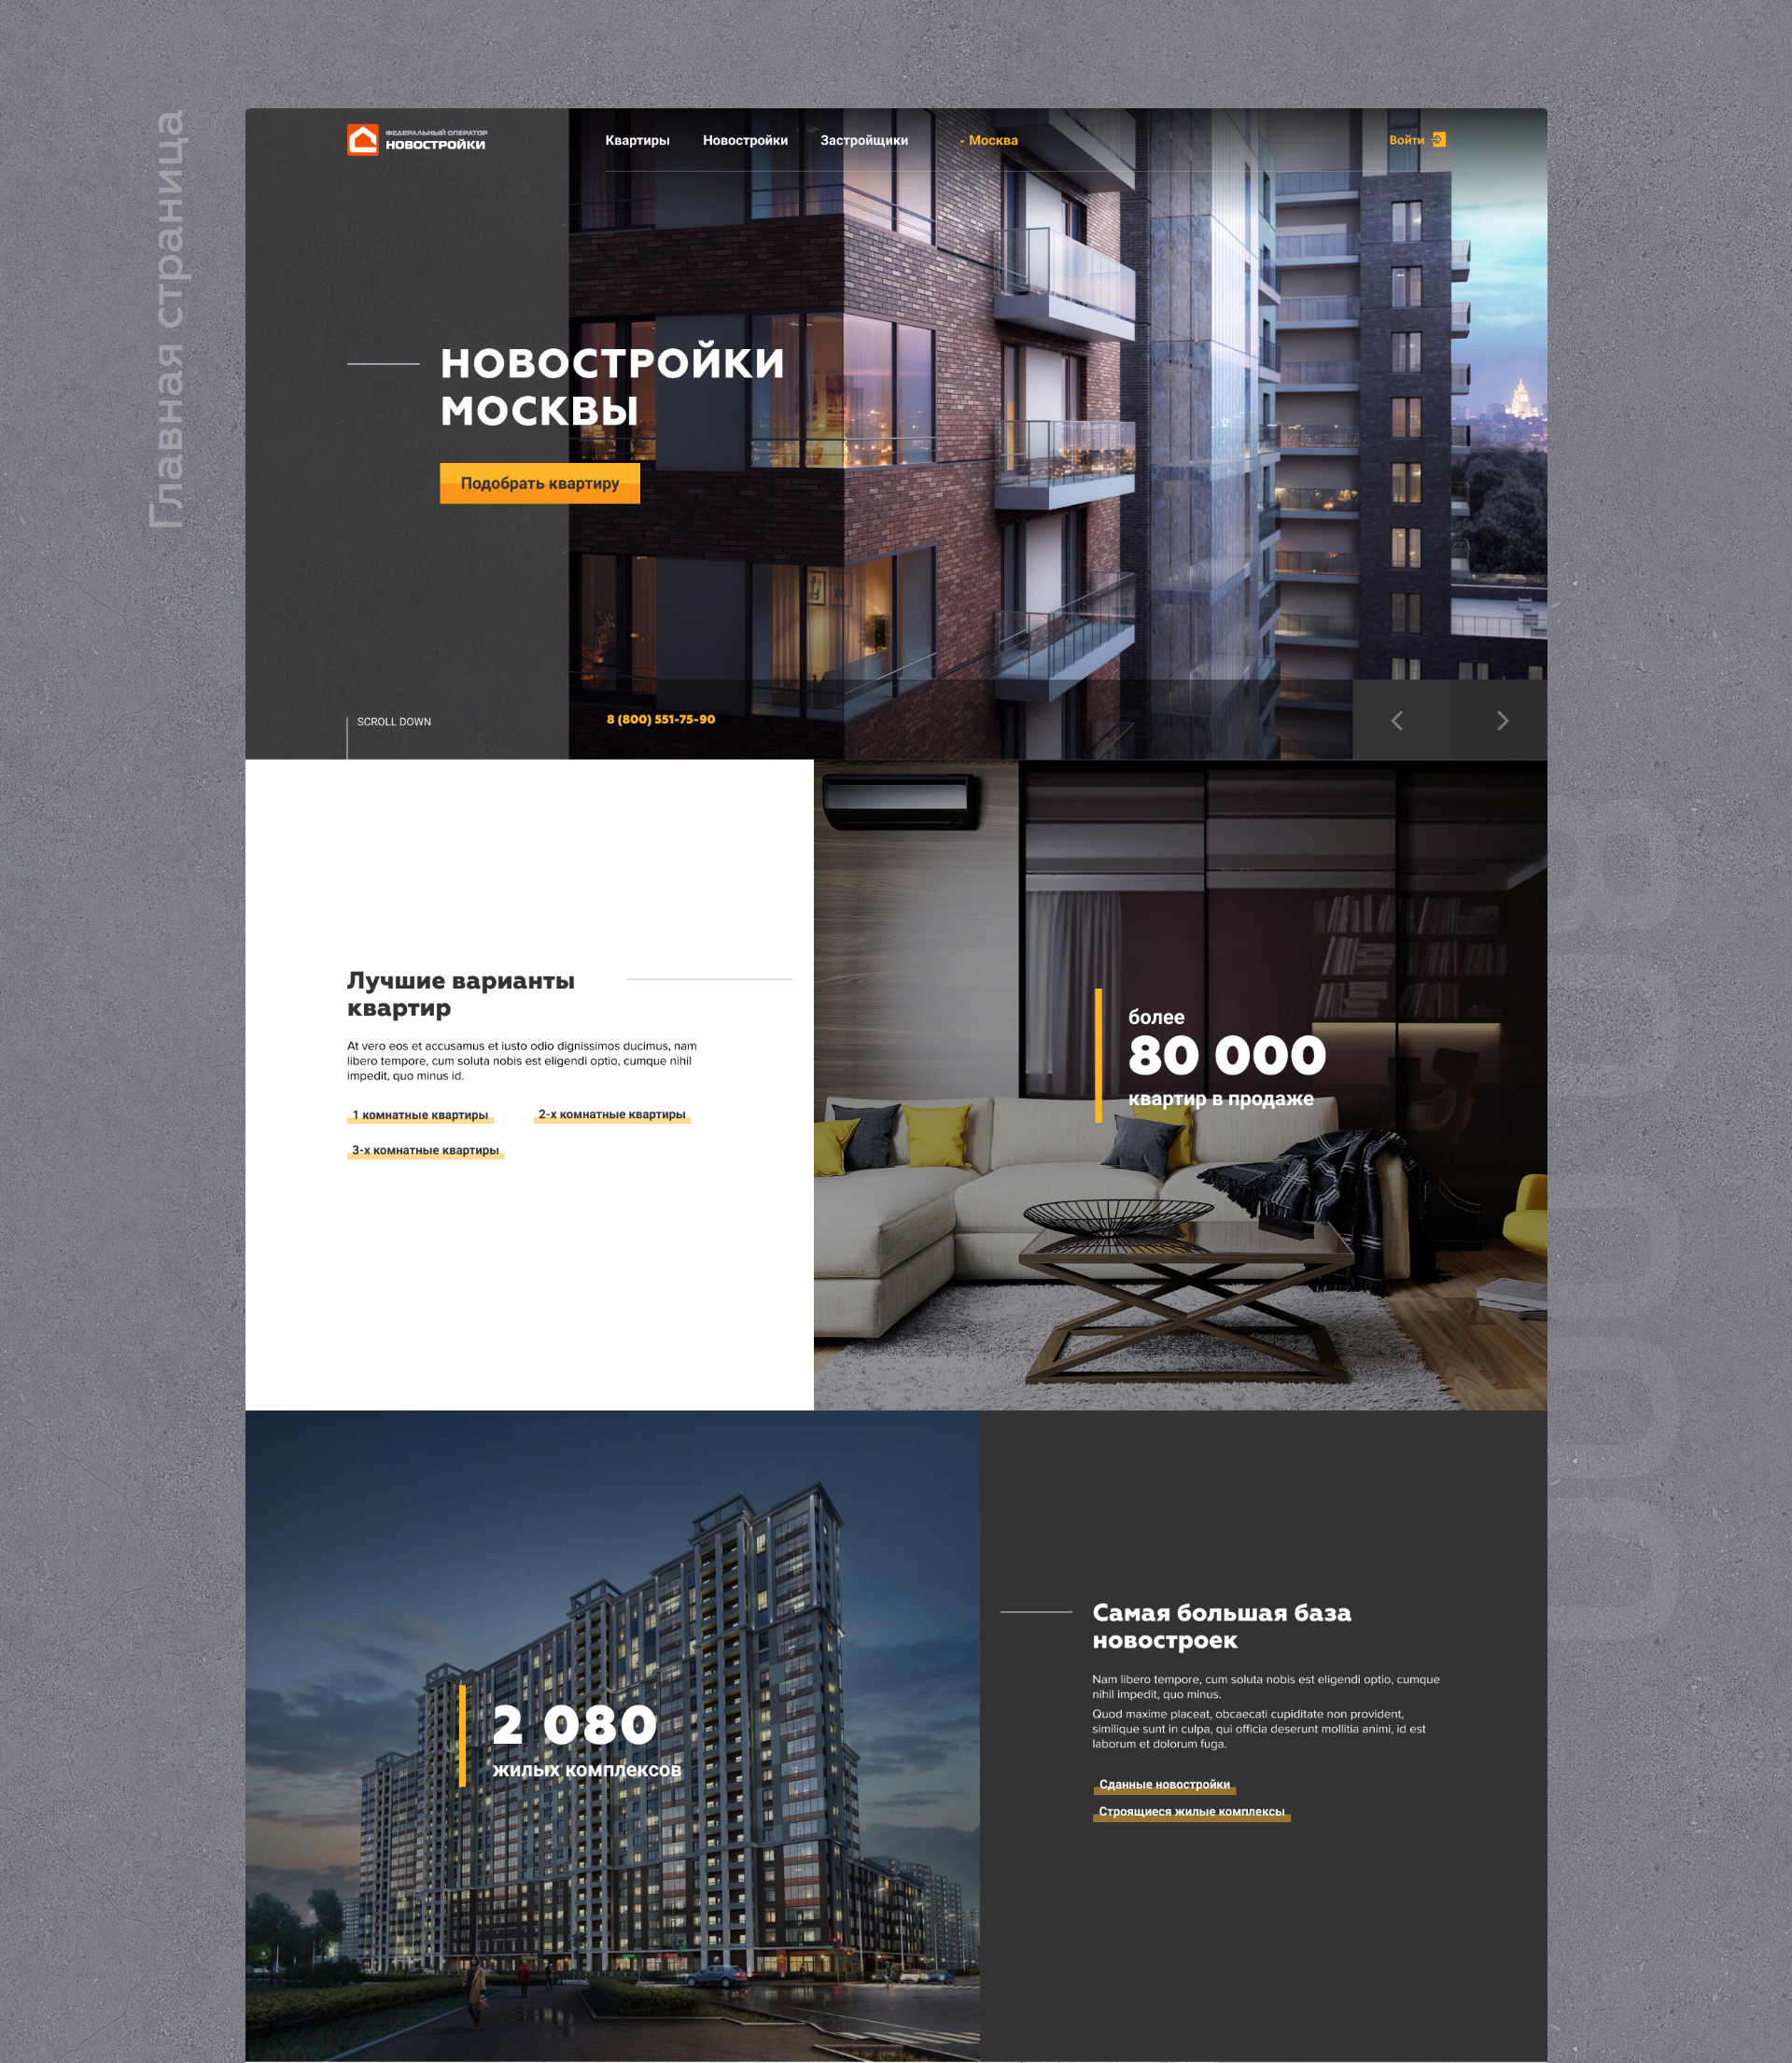 Главная страница
ФЕДЕРАЛЬНЫЙ ОПЕРАТОР
НОВОСТРОЙКИ
Квартиры
Новостройки
Застройщики
Москва
Войти
НОВОСТРОЙКИ
МОСКВЫ
Подобрать квартиру
SCROLL DOWN
8 (800) 551-75-90
Лучшие варианты
квартир
At vero eos et accusamus et iusto odio dignissimos ducimus, nam
libero tempore, cum soluta nobis est eligendi optio, cumque nihil
impedit, quo minus id.
1 комнатные квартиры
2-х комнатные квартиры
3-х комнатные квартиры
более
80 000
квартир в продаже
2 080
жилых комплексов
Самая большая база
новостроек
Nam libero tempore, cum soluta nobis est eligendi optio, cumque
nihil impedit, quo minus.
Quod maxime placeat, obcaecati cupiditate non provident,
similique sunt in culpa, qui officia deserunt mollitia animi, id est
laborum et dolorum fuga.
Сданные новостройки
Строящиеся жилые комплексы